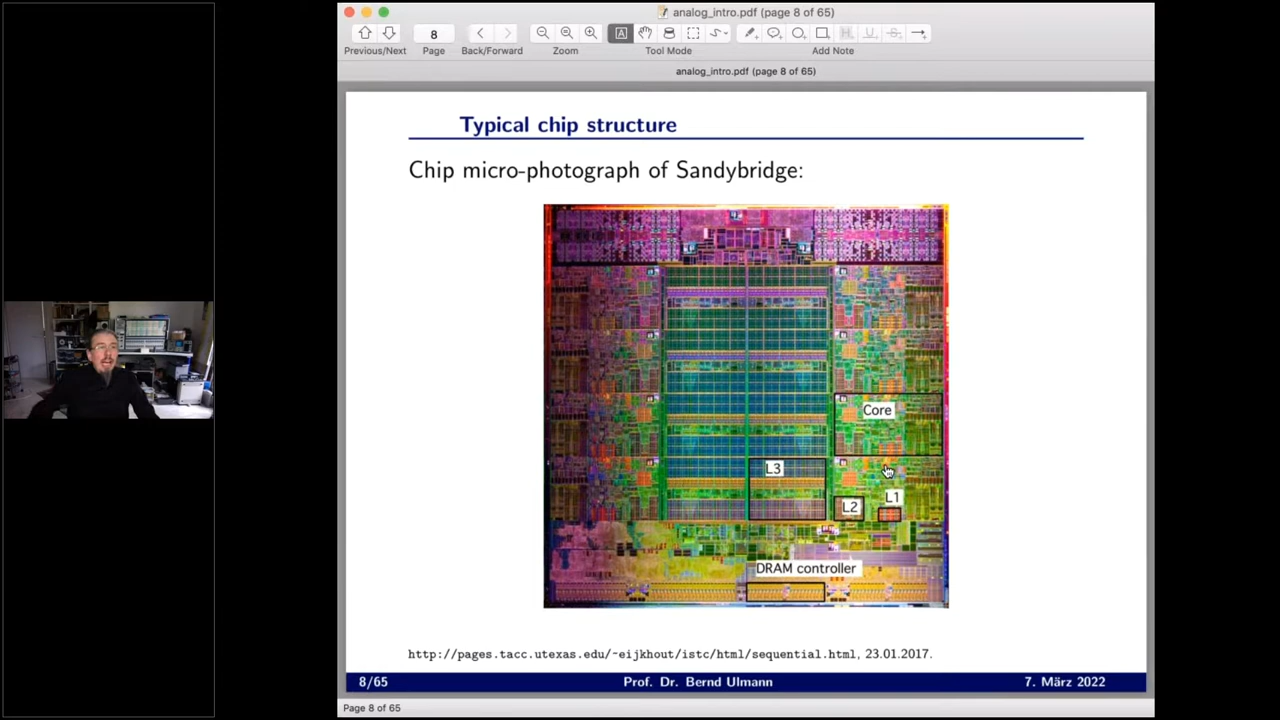 analog_intro.pdf (page 8 of 65)
8
Previous/Next Page Back/Forward Zoom Tool Mode Add Note
analog_intro.pdf (page 8 of 65)
Typical chip structure
Chip micro-photograph of Sandybridge:
Core
L3
L1
L2
DRAM controller
http://pages.tacc.utexas.edu/~eijkhout/istc/html/sequential.html, 23.01.2017.
8/65 Prof. Dr. Bernd Ulmann 7. März 2022
Page 8 of 65